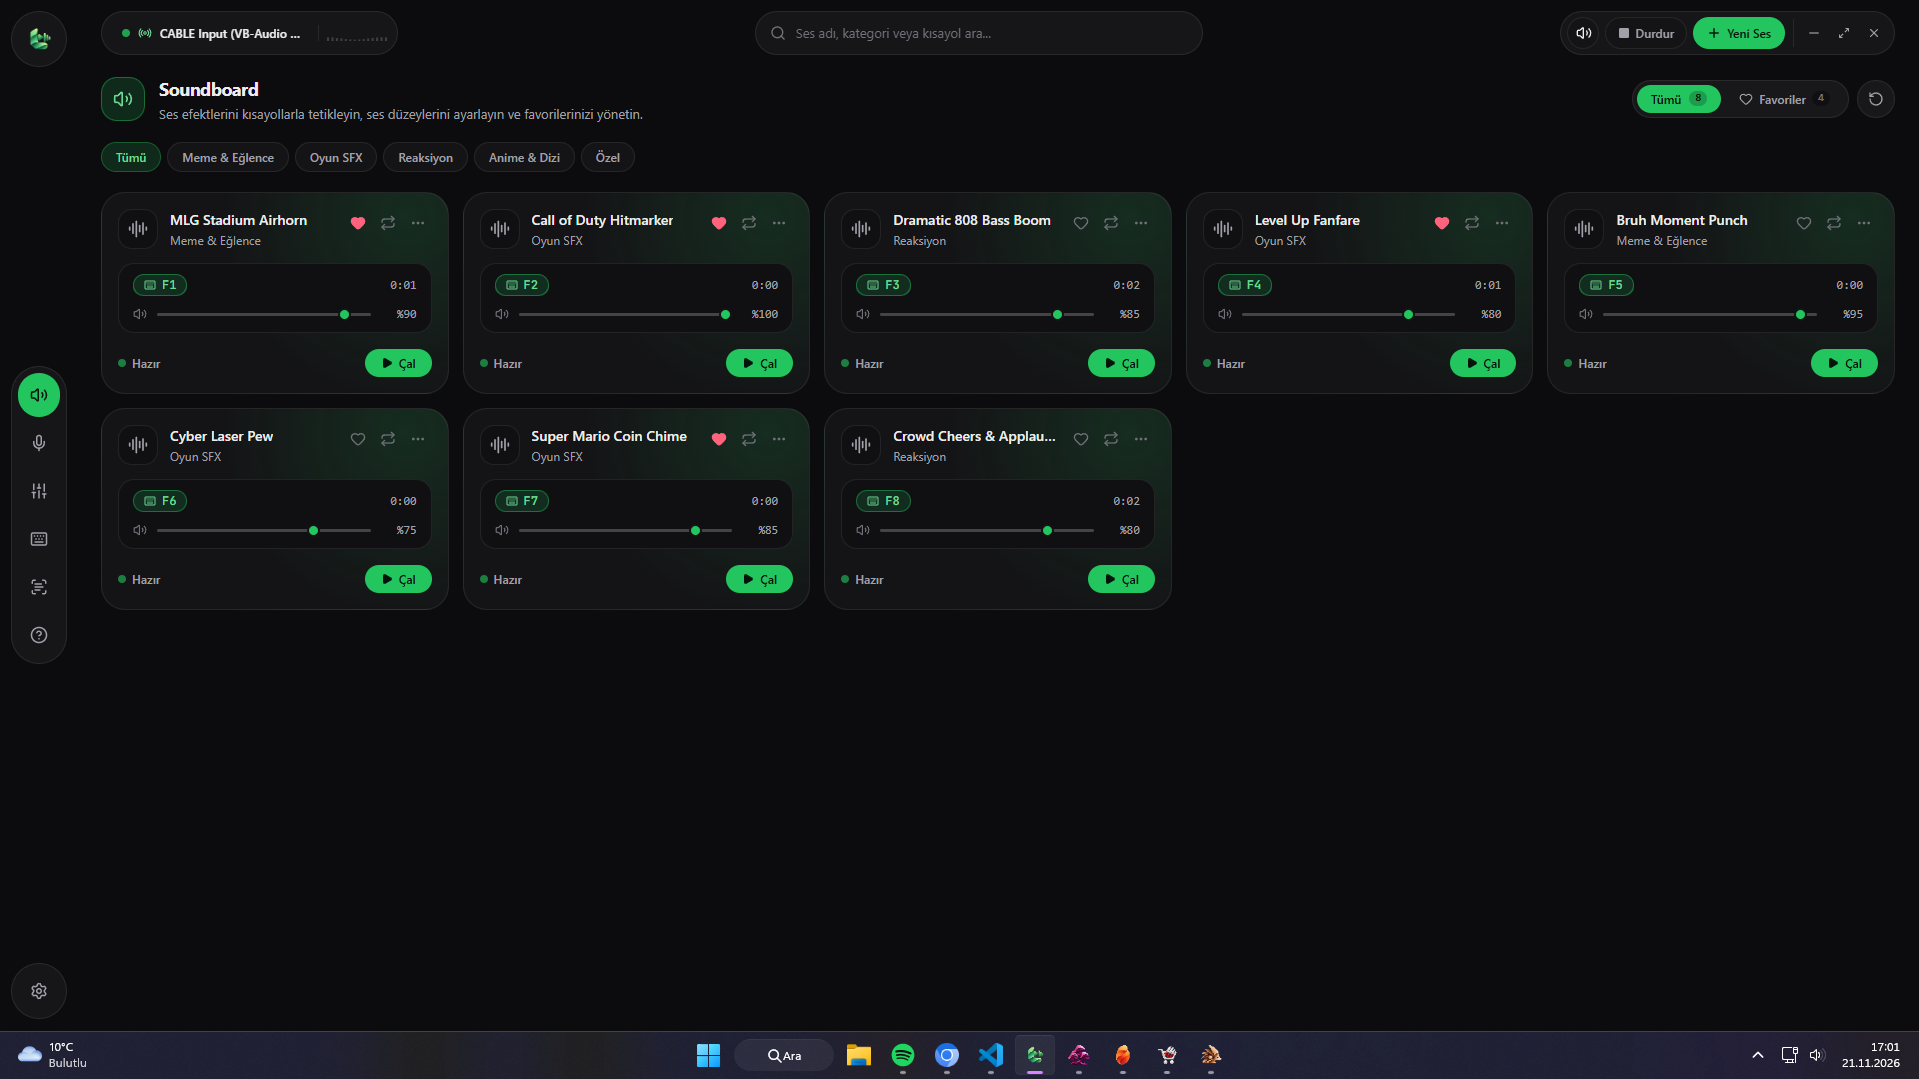 CABLE Input (VB-Audio ...
Ses adı, kategori veya kısayol ara...
Durdur
Yeni Ses
Soundboard
Ses efektlerini kısayollarla tetikleyin, ses düzeylerini ayarlayın ve favorilerinizi yönetin.
Tümü 8
Favoriler 4
Tümü
Meme & Eğlence
Oyun SFX
Reaksiyon
Anime & Dizi
Özel
MLG Stadium Airhorn
Meme & Eğlence
F1
0:01
%90
Hazır
Çal
Call of Duty Hitmarker
Oyun SFX
F2
0:00
%100
Hazır
Çal
Dramatic 808 Bass Boom
Reaksiyon
F3
0:02
%85
Hazır
Çal
Level Up Fanfare
Oyun SFX
F4
0:01
%80
Hazır
Çal
Bruh Moment Punch
Meme & Eğlence
F5
0:00
%95
Hazır
Çal
Cyber Laser Pew
Oyun SFX
F6
0:00
%75
Hazır
Çal
Super Mario Coin Chime
Oyun SFX
F7
0:00
%85
Hazır
Çal
Crowd Cheers & Applau...
Reaksiyon
F8
0:02
%80
Hazır
Çal
10°C
Bulutlu
Ara
17:01
21.11.2026